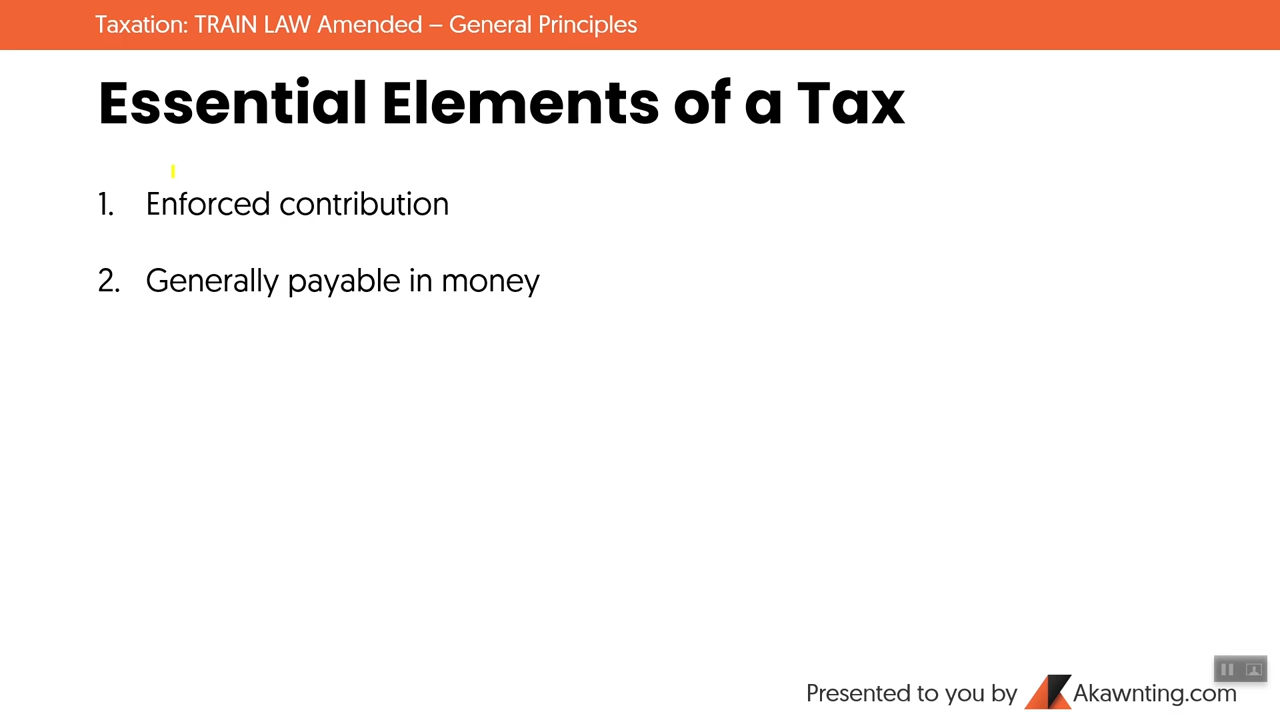 Taxation: TRAIN LAW Amended – General Principles
Essential Elements of a Tax
1. Enforced contribution
2. Generally payable in money
Presented to you by Akawnting.com